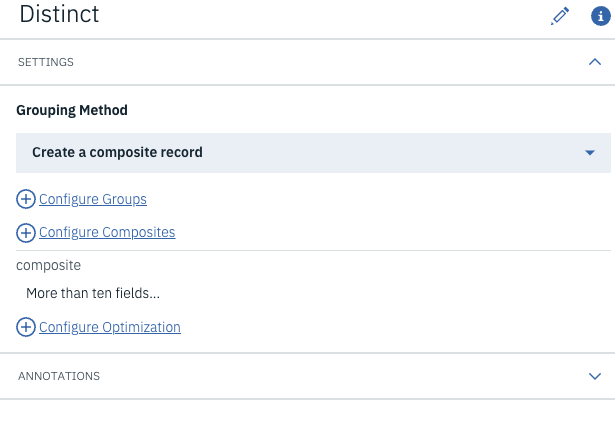 Distinct
SETTINGS
Grouping Method
Create a composite record
Configure Groups
Configure Composites
composite
More than ten fields...
Configure Optimization
ANNOTATIONS